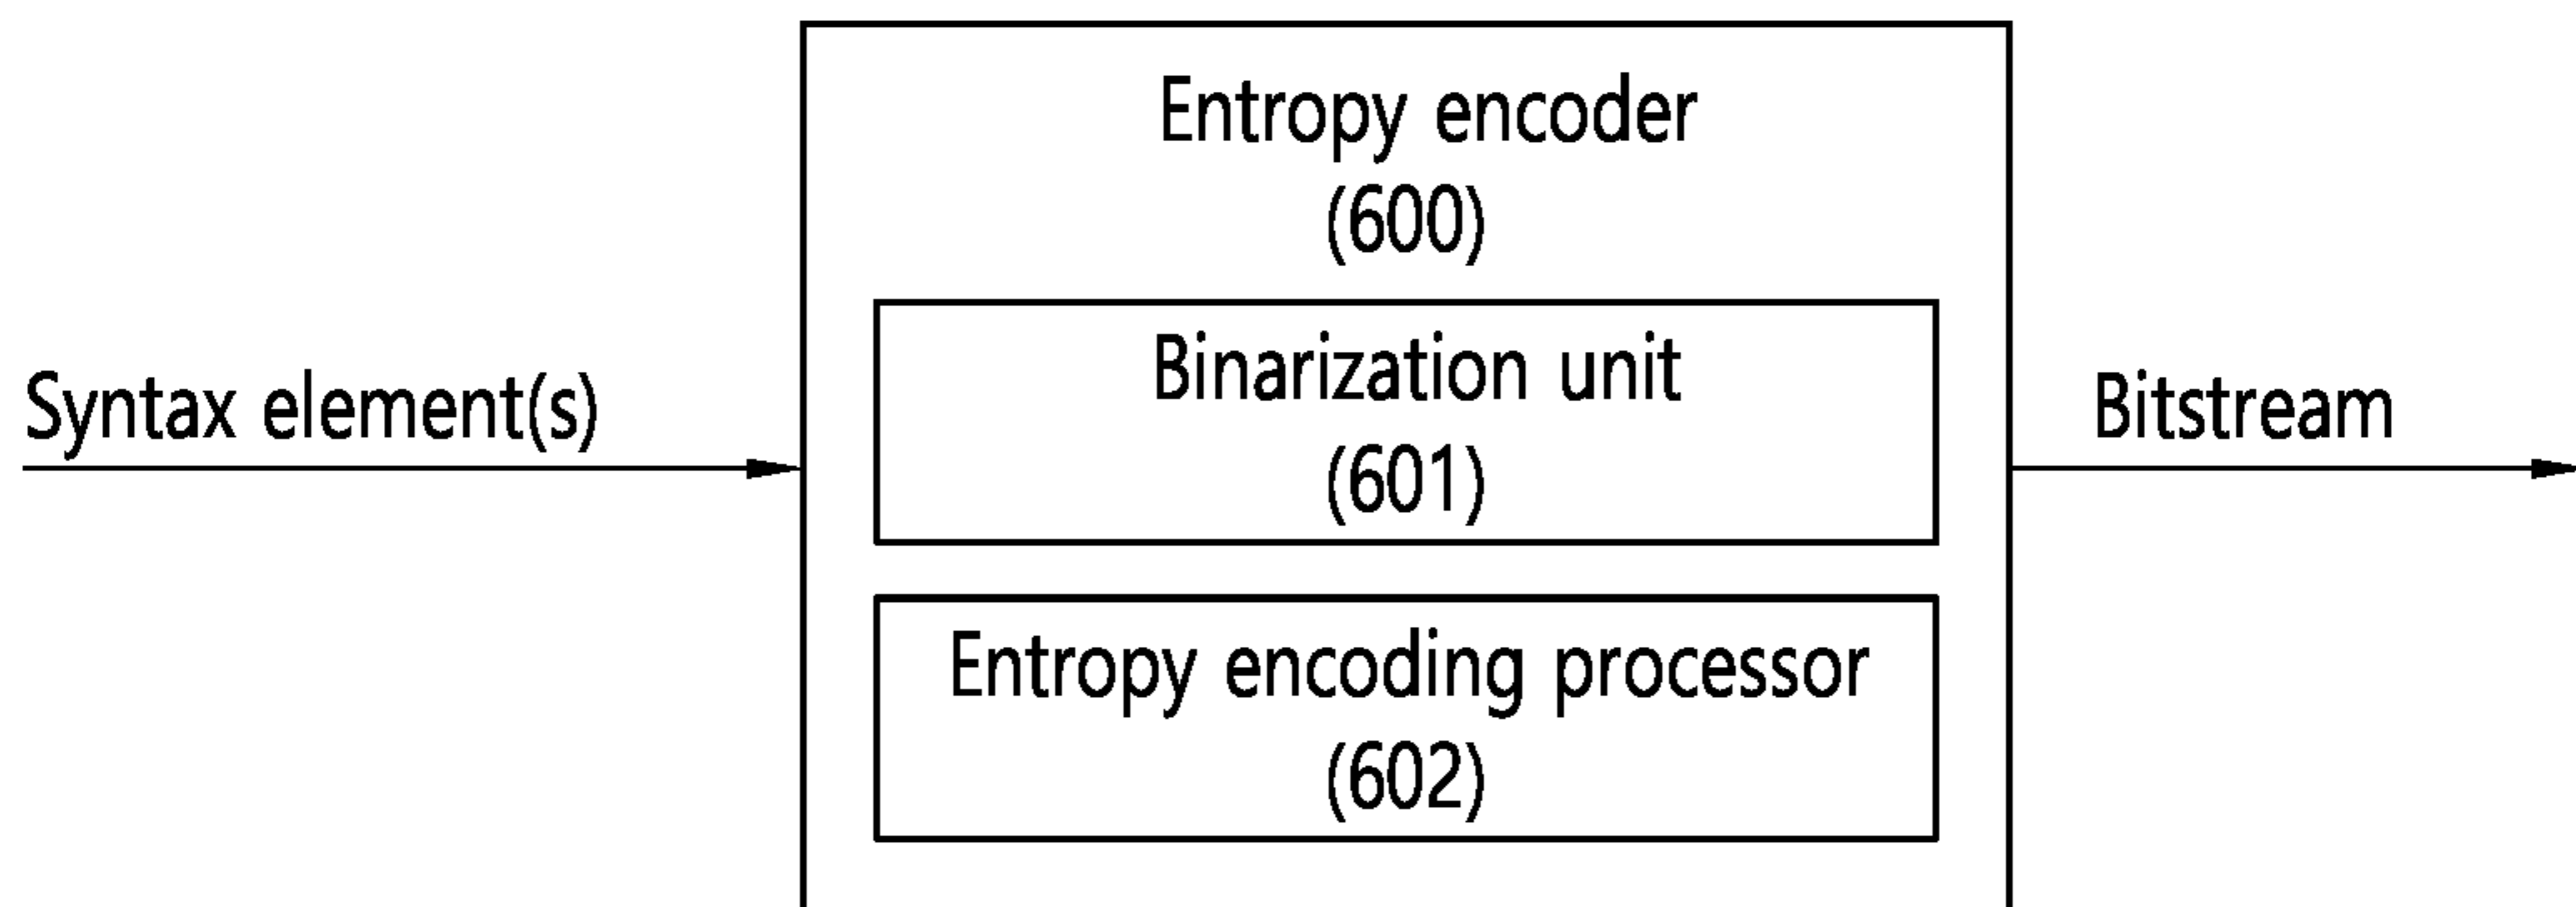 Entropy encoder
(600)
Syntax element(s)
Binarization unit
(601)
Bitstream
Entropy encoding processor
(602)